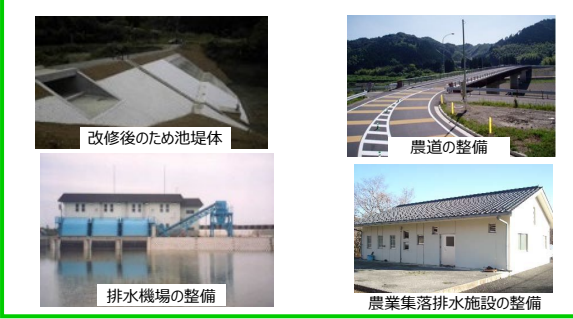 改修後のため池堤体
農道の整備
排水機場の整備
農業集落排水施設の整備